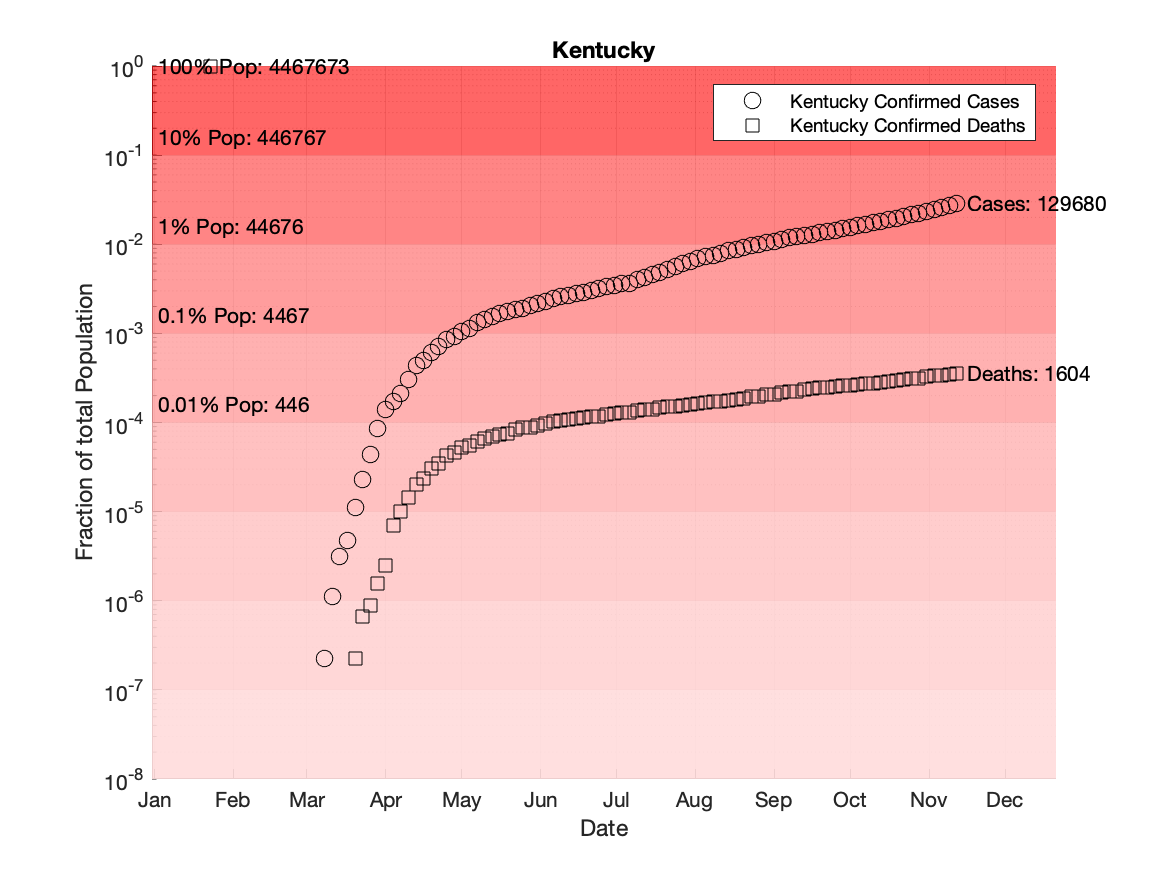 Kentucky
10^0
100% Pop: 4467673
Kentucky Confirmed Cases
Kentucky Confirmed Deaths
10% Pop: 446767
10^-1
Cases: 129680
1% Pop: 44676
10^-2
0.1% Pop: 4467
10^-3
Deaths: 1604
0.01% Pop: 446
10^-4
10^-5
10^-6
10^-7
10^-8
Fraction of total Population
Jan Feb Mar Apr May Jun Jul Aug Sep Oct Nov Dec
Date